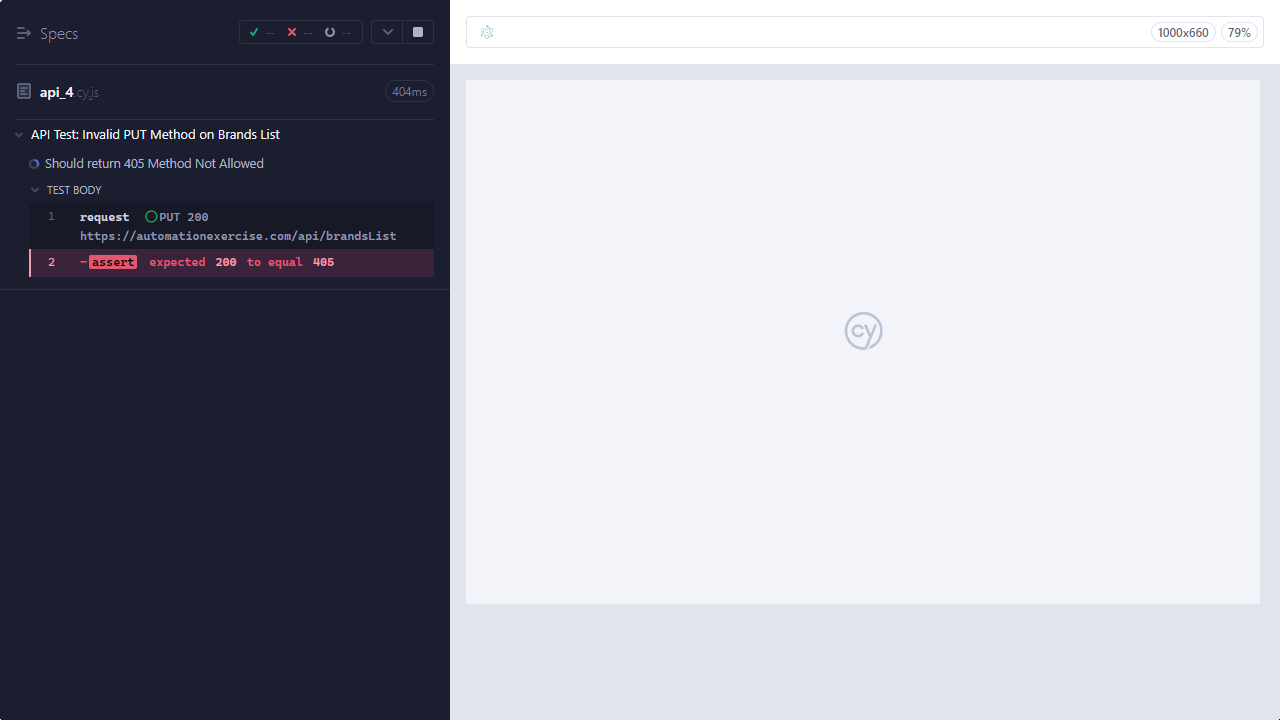 Specs
-- -- --
api_4.cy.js
404ms
API Test: Invalid PUT Method on Brands List
Should return 405 Method Not Allowed
TEST BODY
1 request PUT 200
https://automationexercise.com/api/brandsList
2 -assert expected 200 to equal 405
1000x660 79%
cy